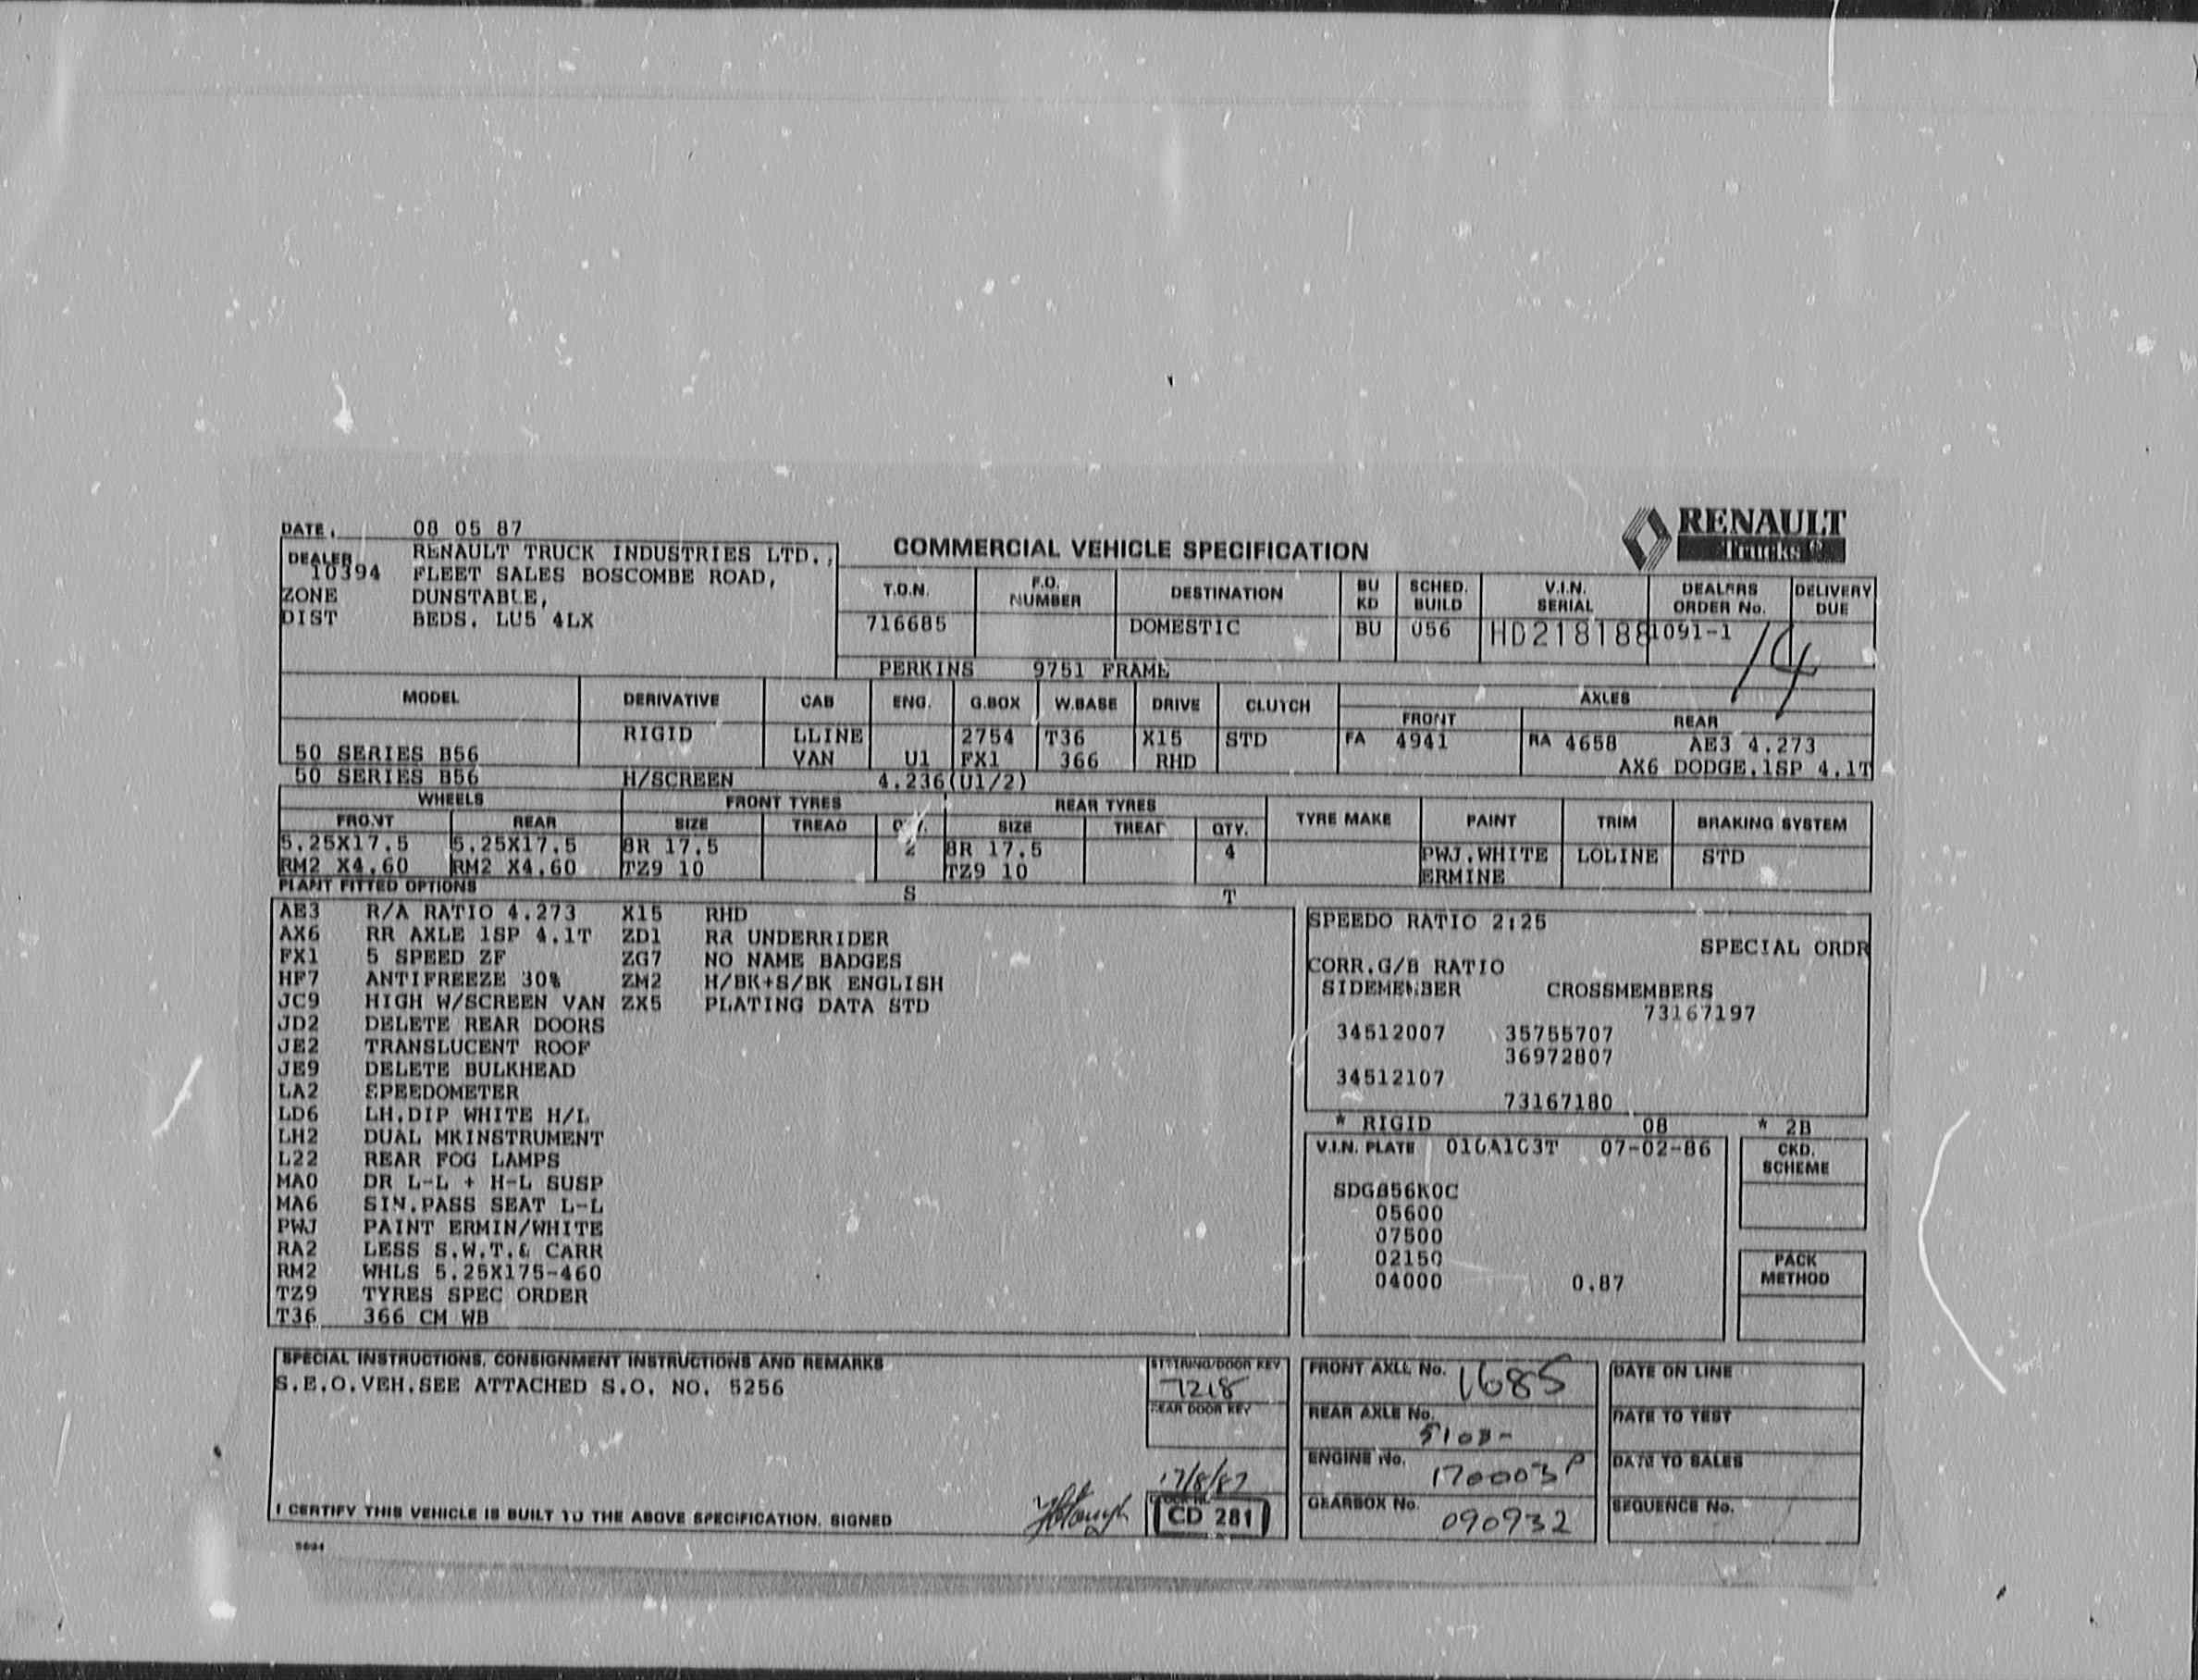 DATE, 08 05 87
RENAULT Trucks
DEALER RENAULT TRUCK INDUSTRIES LTD.,
10394 FLEET SALES BOSCOMBE ROAD,
ZONE DUNSTABLE,
DIST BEDS. LU5 4LX
COMMERCIAL VEHICLE SPECIFICATION
T.O.N. F.O. NUMBER DESTINATION BU KD SCHED. BUILD V.I.N. SERIAL DEALERS ORDER No. DELIVERY DUE
716685 DOMESTIC BU 056 HD218188 1091-1 14
PERKINS 9751 FRAME
MODEL DERIVATIVE CAB ENG. G.BOX W.BASE DRIVE CLUTCH AXLES
FRONT REAR
RIGID LLINE 2754 T36 X15 STD FA 4941 RA 4658 AE3 4.273
50 SERIES B56 VAN U1 FX1 366 RHD AX6 DODGE.1SP 4.1T
50 SERIES B56 H/SCREEN 4.236(U1/2)
WHEELS FRONT TYRES REAR TYRES TYRE MAKE PAINT TRIM BRAKING SYSTEM
FRONT REAR SIZE TREAD SIZE TREAD QTY.
5.25X17.5 5.25X17.5 8R 17.5 2 8R 17.5 4 PWJ.WHITE LOLINE STD
RM2 X4.60 RM2 X4.60 TZ9 10 TZ9 10 ERMINE
PLANT FITTED OPTIONS S T
AE3 R/A RATIO 4.273 X15 RHD
AX6 RR AXLE 1SP 4.1T ZD1 RR UNDERRIDER
FX1 5 SPEED ZF ZG7 NO NAME BADGES
HF7 ANTIFREEZE 30% ZM2 H/BK+S/BK ENGLISH
JC9 HIGH W/SCREEN VAN ZX5 PLATING DATA STD
JD2 DELETE REAR DOORS
JE2 TRANSLUCENT ROOF
JE9 DELETE BULKHEAD
LA2 SPEEDOMETER
LD6 LH.DIP WHITE H/L
LH2 DUAL MKINSTRUMENT
L22 REAR FOG LAMPS
MA0 DR L-L + H-L SUSP
MA6 SIN.PASS SEAT L-L
PWJ PAINT ERMIN/WHITE
RA2 LESS S.W.T.& CARR
RM2 WHLS 5.25X175-460
TZ9 TYRES SPEC ORDER
T36 366 CM WB
SPEEDO RATIO 2:25
SPECIAL ORDR
CORR.G/B RATIO
SIDEMEMBER CROSSMEMBERS
73167197
34512007 35755707
36972807
34512107
73167180
* RIGID 08 * 2B
V.I.N. PLATE 07-02-86
05600
07500
02150
04000 0.87
CKD. SCHEME
PACK METHOD
SPECIAL INSTRUCTIONS, CONSIGNMENT INSTRUCTIONS AND REMARKS
S.E.O.VEH.SEE ATTACHED S.O. NO. 5256
STEERING/DOOR KEY
7218
REAR DOOR KEY
17/8/87
CD 281
I CERTIFY THIS VEHICLE IS BUILT TO THE ABOVE SPECIFICATION. SIGNED
FRONT AXLE No. 1685
REAR AXLE No.
ENGINE No. 170003P
GEARBOX No. 090932
DATE ON LINE
DATE TO TEST
DATE TO SALES
SEQUENCE No.